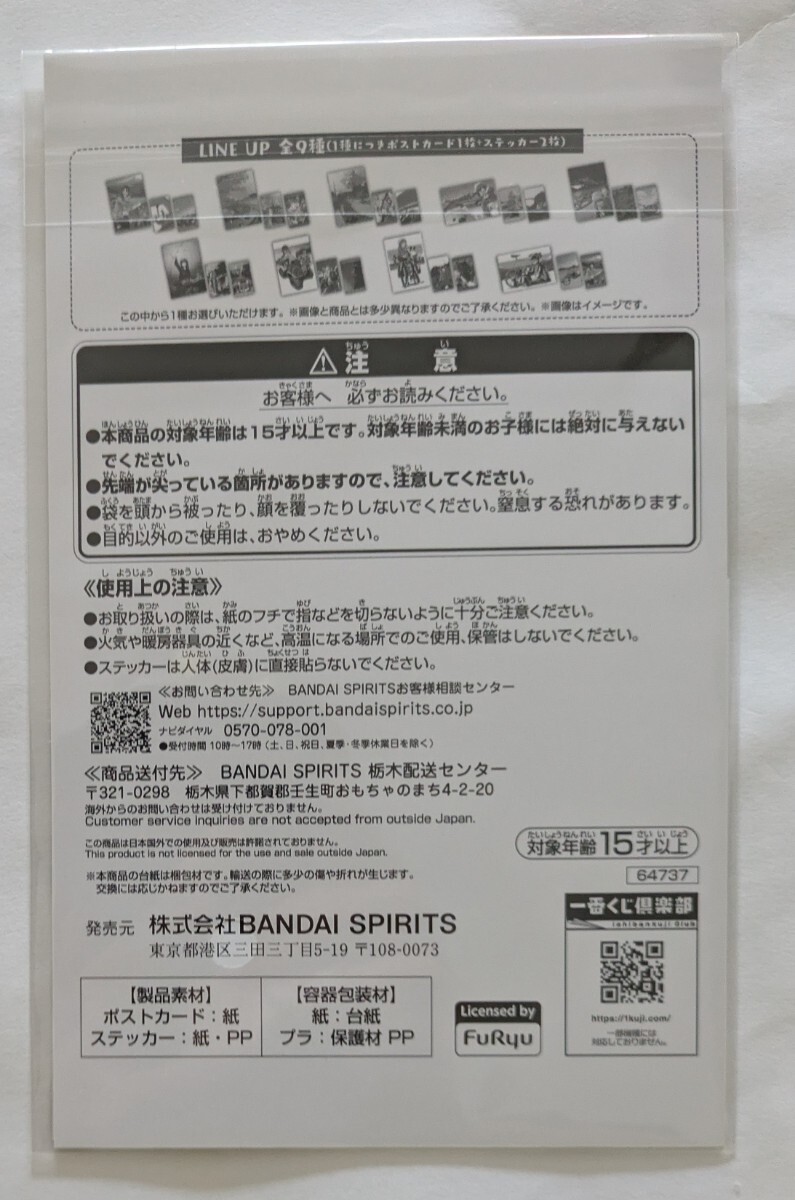 LINE UP 全9種(1種につきポストカード1枚・ステッカー2枚)
この中から1種お選びいただけます。※画像と商品とは多少異なりますのでご了承ください。※画像はイメージです。
⚠注意
お客様へ 必ずお読みください。
●本商品の対象年齢は15才以上です。対象年齢未満のお子様には絶対に与えない
でください。
●先端が尖っている箇所がありますので、注意してください。
●袋を頭から被ったり、顔を覆ったりしないでください。窒息する恐れがあります。
●目的以外のご使用は、おやめください。
《使用上の注意》
●お取り扱いの際は、紙のフチで指などを切らないように十分ご注意ください。
●火気や暖房器具の近くなど、高温になる場所でのご使用、保管はしないでください。
●ステッカーは人体(皮膚)に直接貼らないでください。
≪お問い合わせ先≫ BANDAI SPIRITSお客様相談センター
Web https://support.bandaispirits.co.jp
ナビダイヤル 0570-078-001
●受付時間 10時〜17時(土、日、祝日、夏季・冬季休業日を除く)
≪商品送付先≫ BANDAI SPIRITS 栃木配送センター
〒321-0298 栃木県下都賀郡壬生町おもちゃのまち4-2-20
海外からのお問い合わせは受け付けておりません。
Customer service inquiries are not accepted from outside Japan.
この商品は日本国外での使用及び販売は許諾されておりません。
This product is not licensed for the use and sale outside Japan.
対象年齢15才以上
※本商品の台紙は梱包材です。輸送の際に多少の傷や折れが生じます。
交換には応じかねますのでご了承ください。
64737
発売元 株式会社BANDAI SPIRITS
東京都港区三田三丁目5-19 〒108-0073
一番くじ倶楽部
ichibankuji Club
https://1kuji.com/
一部機種には
対応しておりません。
【製品素材】
ポストカード:紙
ステッカー:紙・PP
【容器包装材】
紙:台紙
プラ:保護材 PP
Licensed by
FuRyu